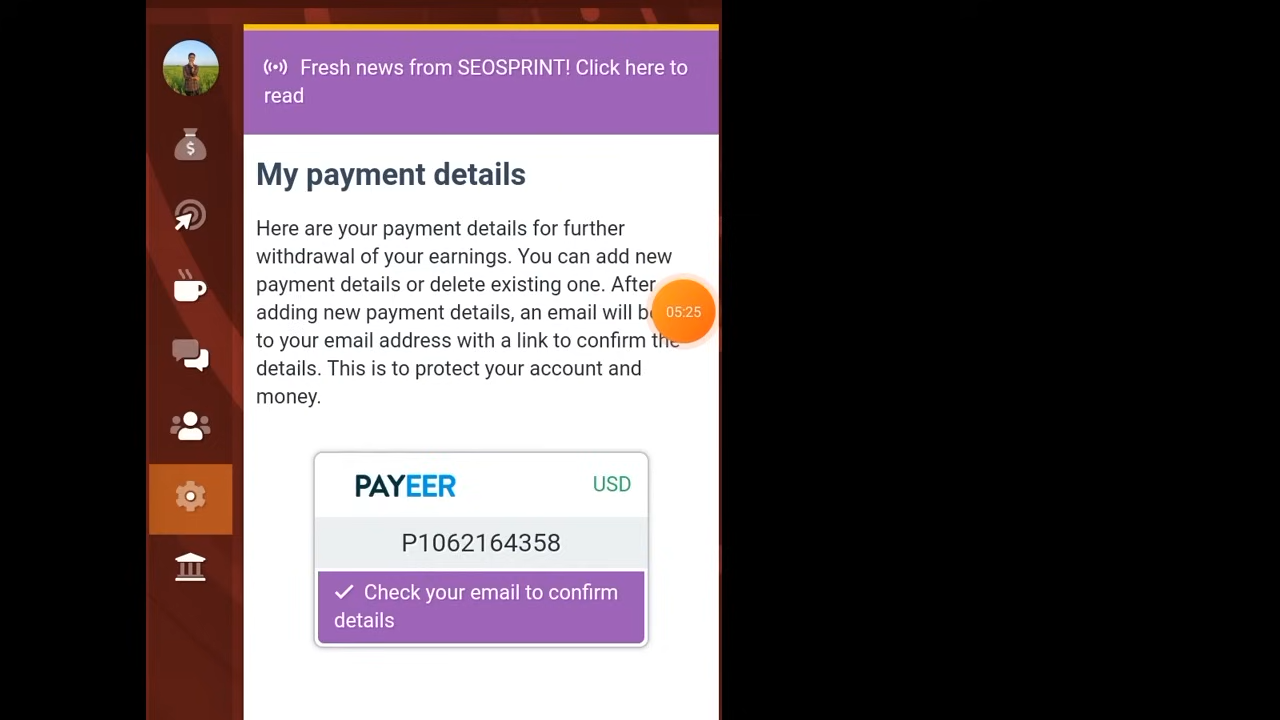 Fresh news from SEOSPRINT! Click here to
read
My payment details
Here are your payment details for further
withdrawal of your earnings. You can add new
payment details or delete existing one. After
adding new payment details, an email will
05:25
to your email address with a link to confirm the
details. This is to protect your account and
money.
PAYEER
USD
P1062164358
Check your email to confirm
details